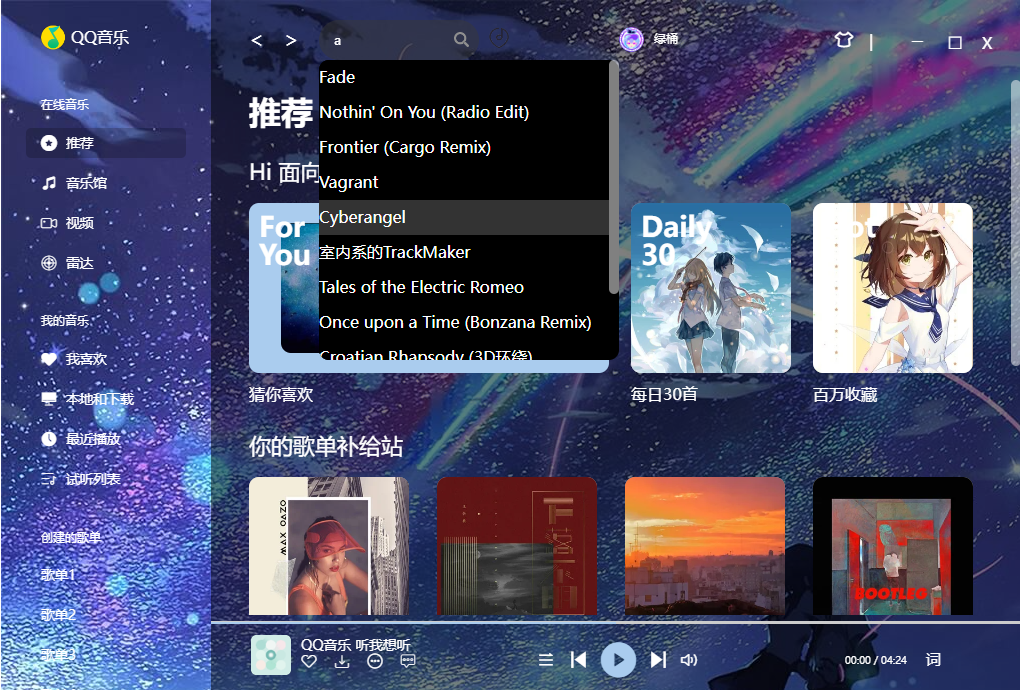 QQ音乐
在线音乐
推荐
音乐馆
视频
雷达
我的音乐
我喜欢
本地和下载
最近播放
试听列表
创建的歌单
歌单1
歌单2
歌单3
< >
a
绿桶
|
X
推荐
Hi 面向
Fade
Nothin' On You (Radio Edit)
Frontier (Cargo Remix)
Vagrant
Cyberangel
室内系的TrackMaker
Tales of the Electric Romeo
Once upon a Time (Bonzana Remix)
Croatian Rhapsody (3D环绕)
For
You
Daily
30
猜你喜欢
每日30首
百万收藏
你的歌单补给站
OZAO MAX
BOOTLEG
QQ音乐 听我想听
00:00 / 04:24
词